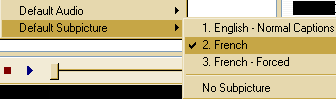 Default Audio
Default Subpicture
1. English - Normal Captions
2. French
3. French - Forced
No Subpicture